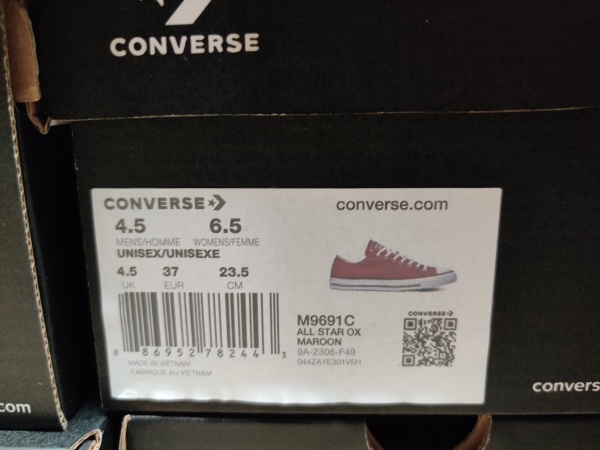 CONVERSE
CONVERSE
converse.com
4.5 6.5
MENS/HOMME WOMENS/FEMME
UNISEX/UNISEXE
4.5 37 23.5
UK EUR CM
M9691C
ALL STAR OX
MAROON
9A-2306-F49
044ZAYE301V5H
CONVERSE
8 86952 78244 3
MADE IN VIETNAM
FABRIQUE AU VIETNAM
.com
convers